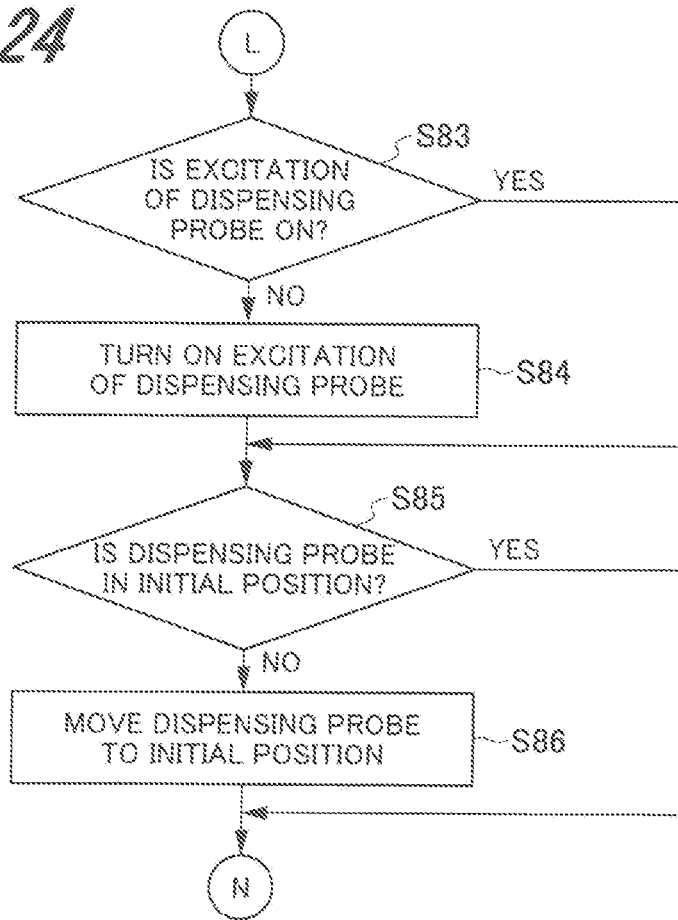 24
L
S83
IS EXCITATION
OF DISPENSING
PROBE ON?
YES
NO
TURN ON EXCITATION
OF DISPENSING PROBE
S84
S85
IS DISPENSING PROBE
IN INITIAL POSITION?
YES
NO
MOVE DISPENSING PROBE
TO INITIAL POSITION
S86
N